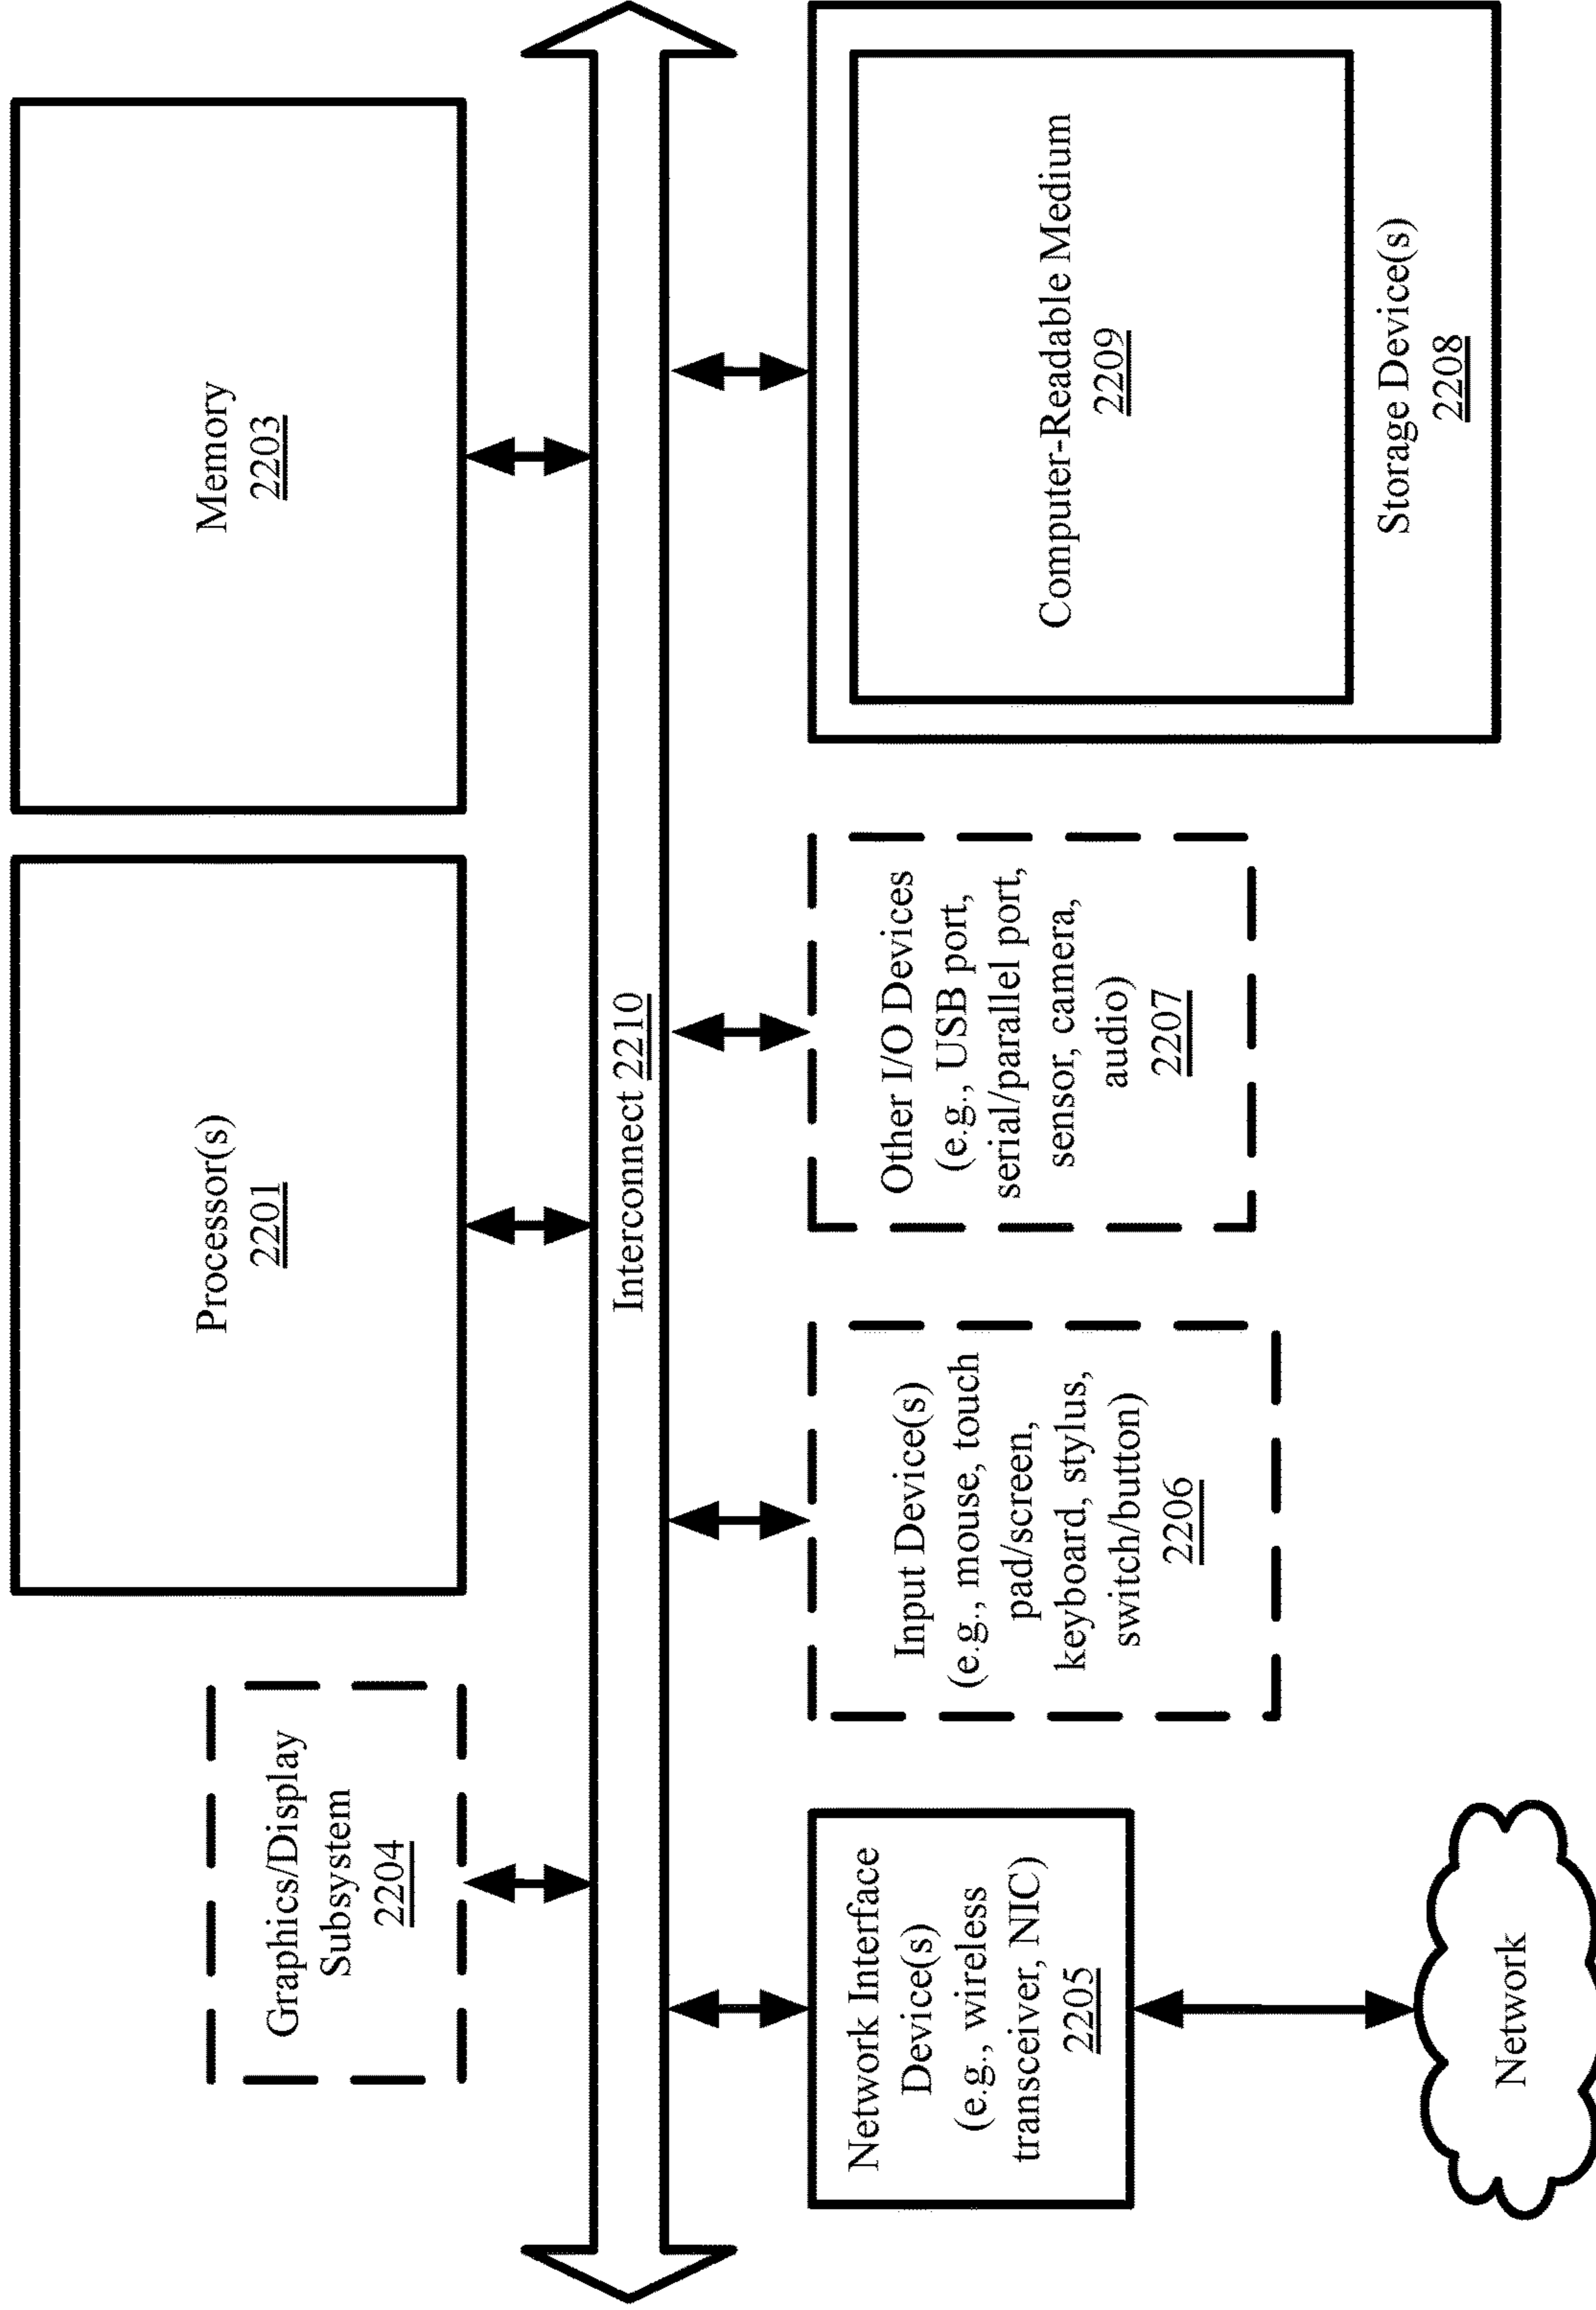 Graphics/Display
Subsystem
2204
Processor(s)
2201
Memory
2203
Interconnect 2210
Network Interface
Device(s)
(e.g., wireless
transceiver, NIC)
2205
Input Device(s)
(e.g., mouse, touch
pad/screen,
keyboard, stylus,
switch/button)
2206
Other I/O Devices
(e.g., USB port,
serial/parallel port,
sensor, camera,
audio)
2207
Computer-Readable Medium
2209
Storage Device(s)
2208
Network